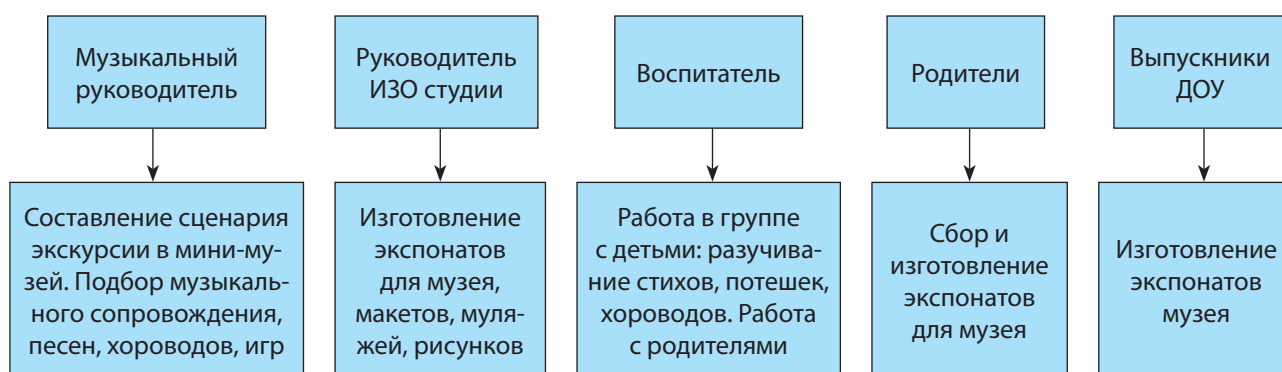 Музыкальный
руководитель
Руководитель
ИЗО студии
Воспитатель
Родители
Выпускники
ДОУ
Составление сценария
экскурсии в мини-му-
зей. Подбор музыкаль-
ного сопровождения,
песен, хороводов, игр
Изготовление
экспонатов
для музея,
макетов, муля-
жей, рисунков
Работа в группе
с детьми: разучива-
ние стихов, потешек,
хороводов. Работа
с родителями
Сбор и
изготовление
экспонатов
для музея
Изготовление
экспонатов
музея